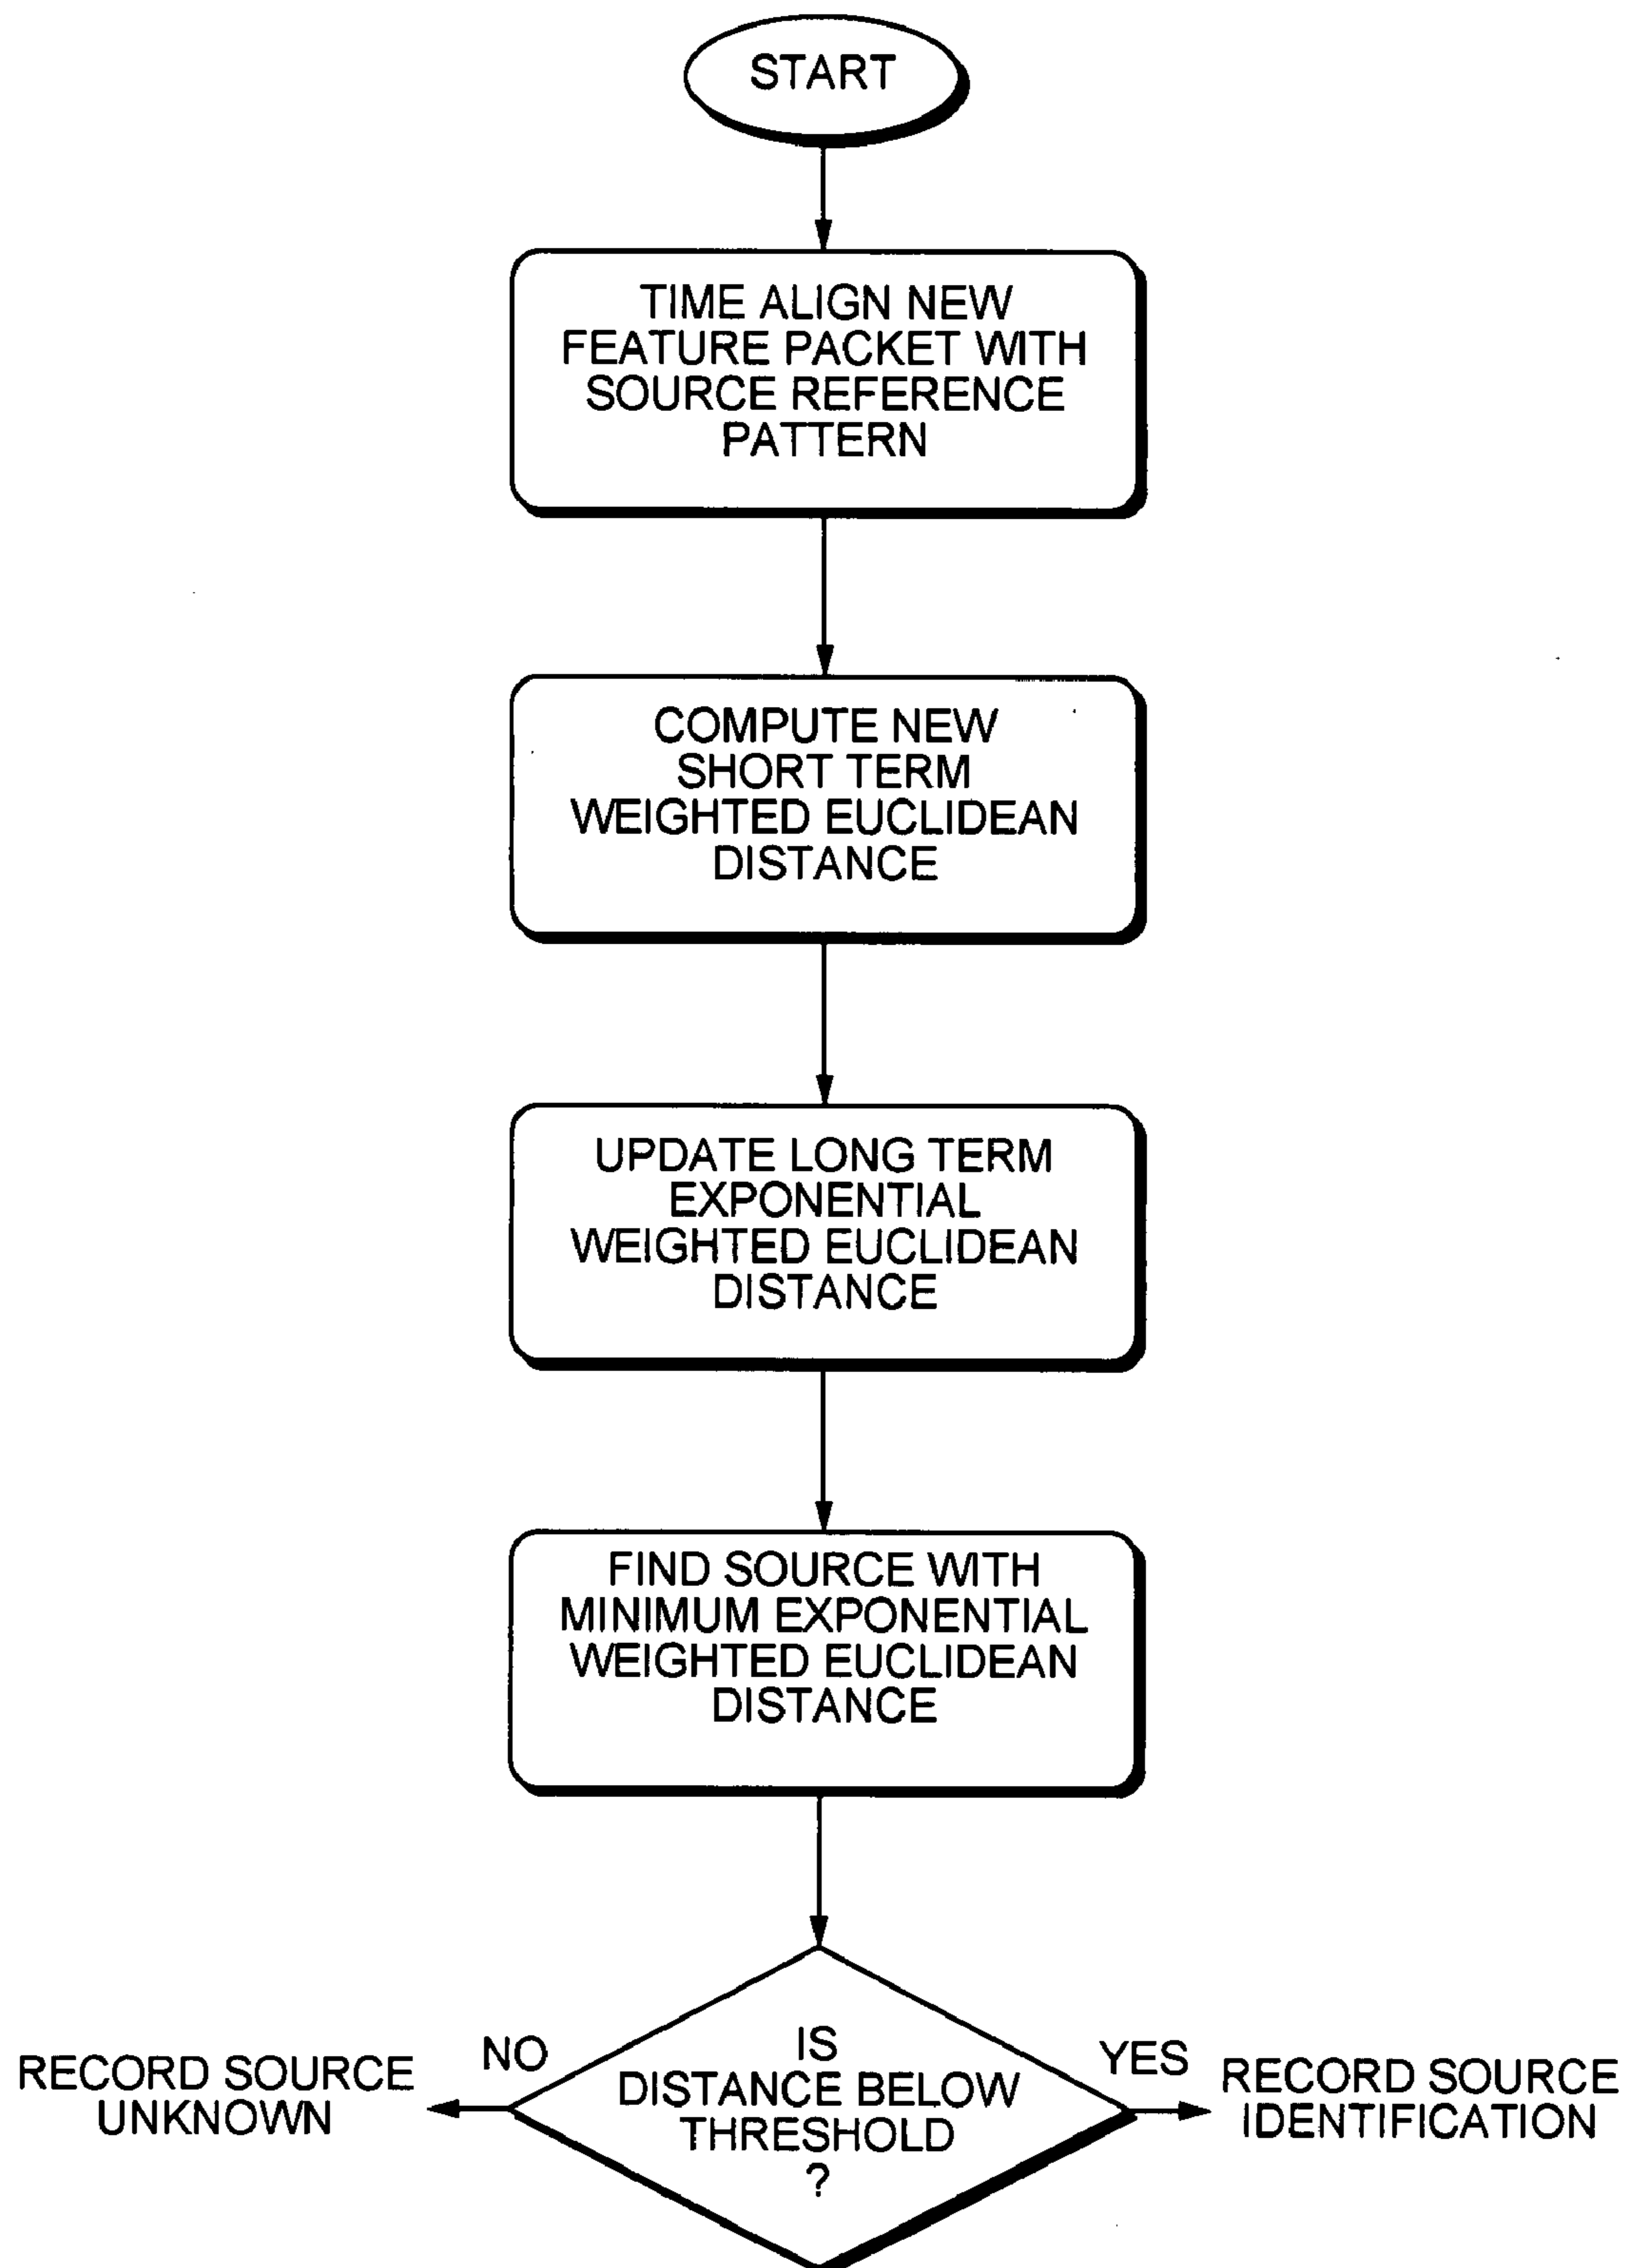 START
TIME ALIGN NEW
FEATURE PACKET WITH
SOURCE REFERENCE
PATTERN
COMPUTE NEW
SHORT TERM
WEIGHTED EUCLIDEAN
DISTANCE
UPDATE LONG TERM
EXPONENTIAL
WEIGHTED EUCLIDEAN
DISTANCE
FIND SOURCE WITH
MINIMUM EXPONENTIAL
WEIGHTED EUCLIDEAN
DISTANCE
IS
DISTANCE BELOW
THRESHOLD
?
NO
RECORD SOURCE
UNKNOWN
YES
RECORD SOURCE
IDENTIFICATION